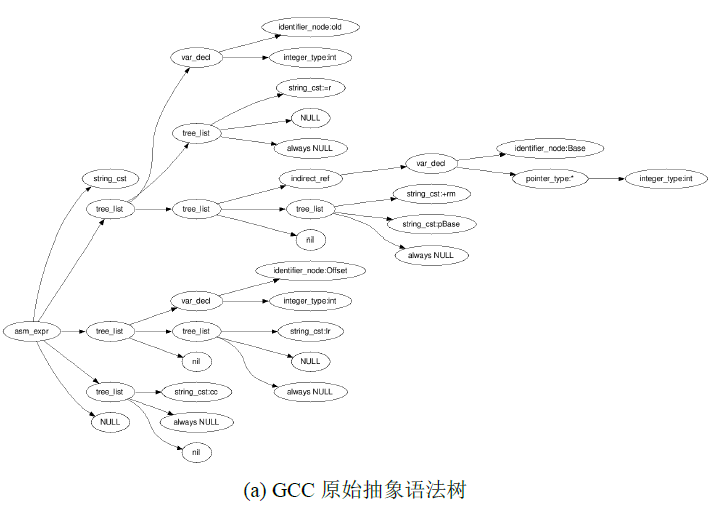 identifier_node:old
var_decl
integer_type:int
string_cst:=r
NULL
tree_list
always NULL
identifier_node:Base
var_decl
string_cst
indirect_ref
pointer_type:*
integer_type:int
string_cst:+rm
tree_list
tree_list
tree_list
string_cst:pBase
nil
always NULL
identifier_node:Offset
var_decl
integer_type:int
asm_expr
tree_list
tree_list
string_cst:Ir
nil
NULL
tree_list
string_cst:cc
always NULL
NULL
always NULL
nil
(a) GCC 原始抽象语法树